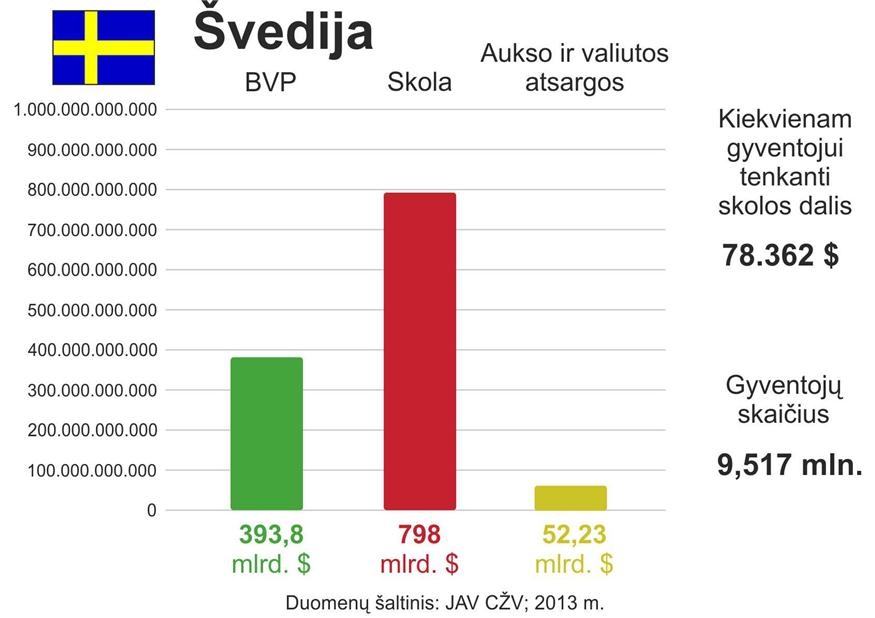 Švedija
BVP
Skola
Aukso ir valiutos
atsargos
1.000.000.000.000
900.000.000.000
800.000.000.000
700.000.000.000
600.000.000.000
500.000.000.000
400.000.000.000
300.000.000.000
200.000.000.000
100.000.000.000
0
393,8
mlrd. $
798
mlrd. $
52,23
mlrd. $
Kiekvienam
gyventojui
tenkanti
skolos dalis
78.362 $
Gyventojų
skaičius
9,517 mln.
Duomenų šaltinis: JAV CŽV; 2013 m.